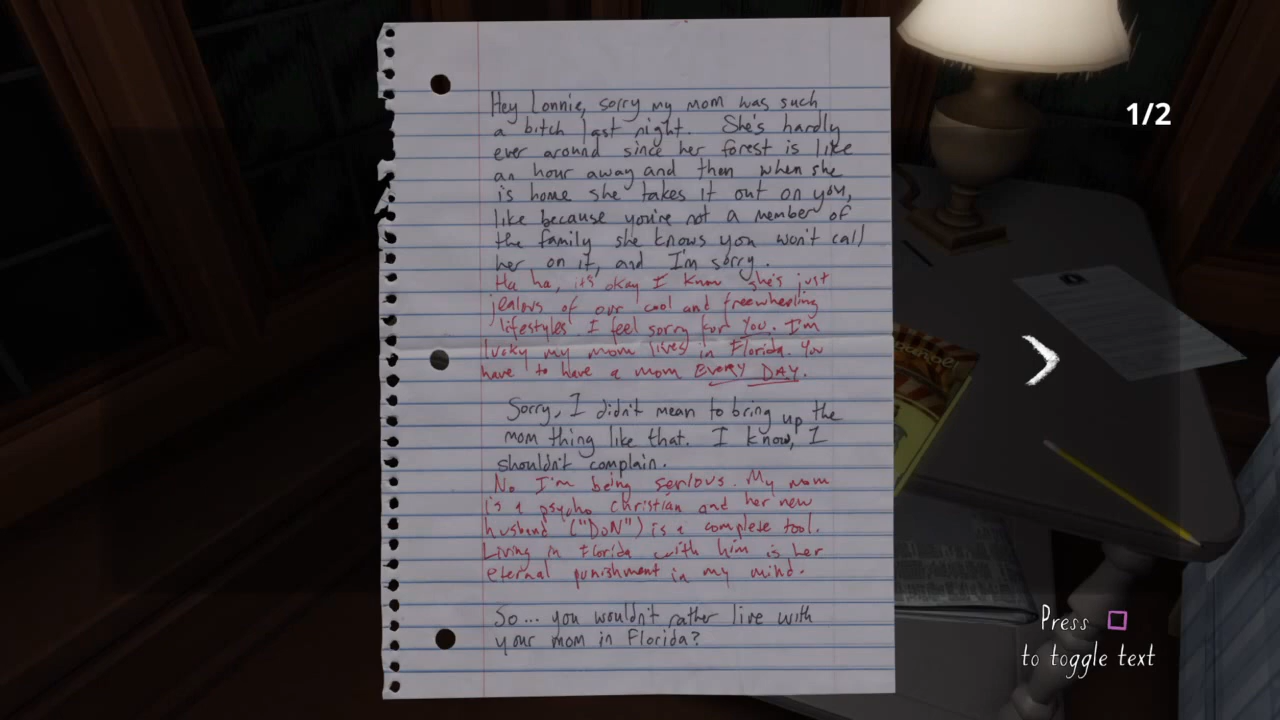 Hey Lonnie, sorry my mom was such
a bitch last night. She's hardly
ever around since her forest is like
an hour away and then when she
is home she takes it out on you,
like because you're not a member of
the family she knows you won't call
her on it, and I'm sorry.
Ha ha, it's okay I know she's just
jealous of our cool and freewheeling
lifestyles I feel sorry for You. I'm
lucky my mom lives in Florida. You
have to have a mom EVERY DAY.
Sorry, I didn't mean to bring up the
mom thing like that. I know, I
shouldn't complain.
No I'm being serious. My mom
is a psycho christian and her new
husband ("DoN") is a complete tool.
Living in Florida with him is her
eternal punishment in my mind.
So... you wouldn't rather live with
your mom in Florida?
1/2
Press
to toggle text